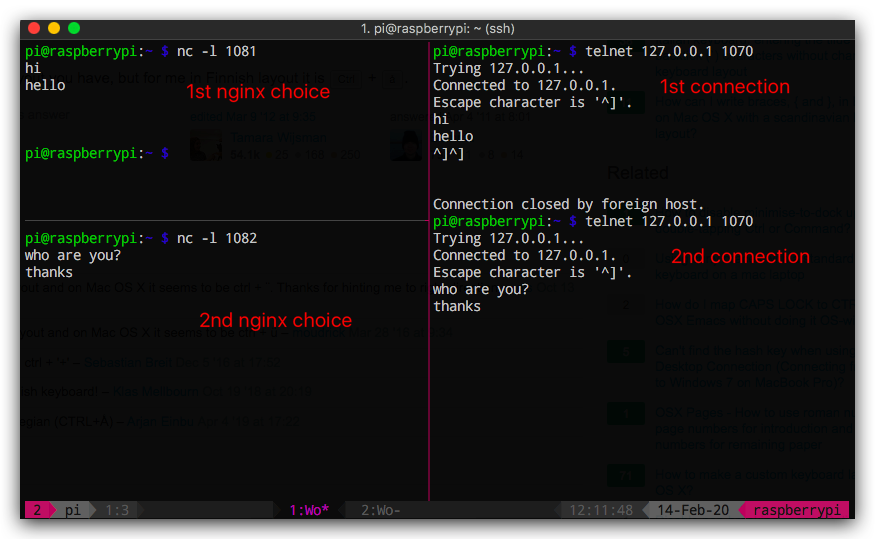 1. pi@raspberrypi: ~ (ssh)
pi@raspberrypi:~ $ nc -l 1081
hi
hello
1st nginx choice
pi@raspberrypi:~ $
pi@raspberrypi:~ $ nc -l 1082
who are you?
thanks
2nd nginx choice
pi@raspberrypi:~ $ telnet 127.0.0.1 1070
Trying 127.0.0.1...
Connected to 127.0.0.1.
Escape character is '^]'.
hi
hello
^]^]
1st connection
Connection closed by foreign host.
pi@raspberrypi:~ $ telnet 127.0.0.1 1070
Trying 127.0.0.1...
Connected to 127.0.0.1.
Escape character is '^]'.
who are you?
thanks
2nd connection
Related
2 pi 1:3 1:Wo* 2:Wo- 12:11:48 14-Feb-20 raspberrypi